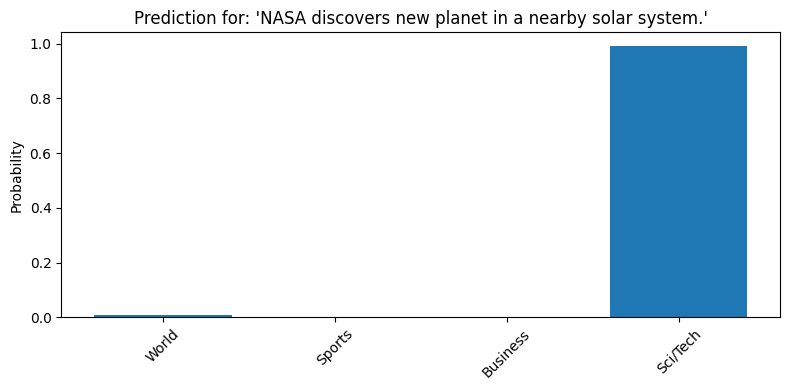 Prediction for: 'NASA discovers new planet in a nearby solar system.'
1.0
0.8
0.6
0.4
0.2
0.0
Probability
World
Sports
Business
Sci/Tech